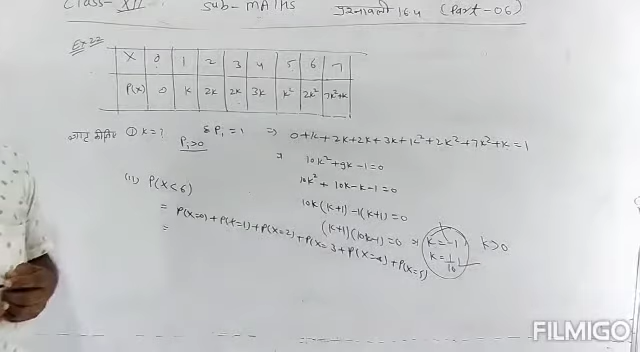 Class- XII Sub- MATHS प्रश्नावली 16.4 (Part-06)
Ex 22
X 0 1 2 3 4 5 6 7
P(X) 0 k 2k 2k 3k k² 2k² 7k²+k
ज्ञात कीजिए ① k=? ΣPᵢ=1 ⇒ 0+k+2k+2k+3k+k²+2k²+7k²+k=1
Pᵢ>0
⇒ 10k²+9k-1=0
10k²+10k-k-1=0
10k(k+1)-1(k+1)=0
(k+1)(10k-1)=0 ⇒ k=-1, k>0
k=1/10
(ii) P(X<6)
= P(X=0)+P(X=1)+P(X=2)+P(X=3+P(X=4)+P(X=5)
=
FILMIGO